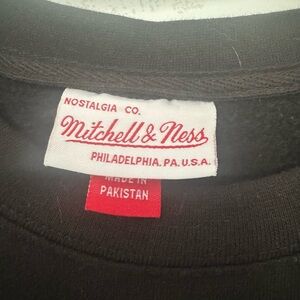 NOSTALGIA CO.
Mitchell & Ness
PHILADELPHIA. PA. U.S.A.
MADE IN
PAKISTAN